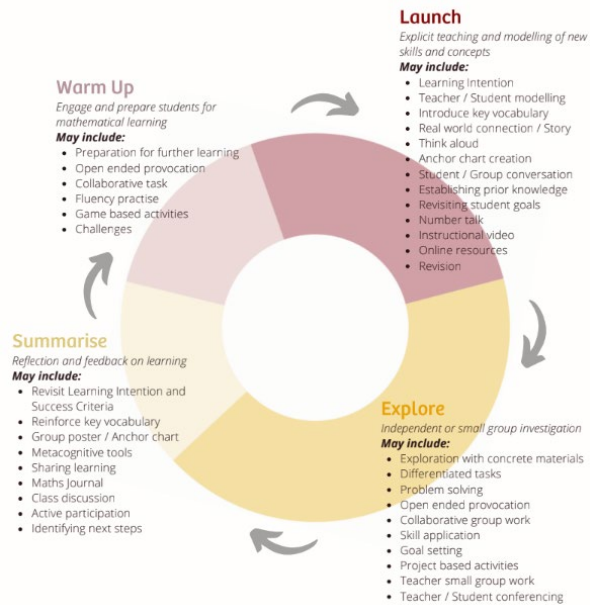 Launch
Explicit teaching and modelling of new
skills and concepts
May include:
• Learning Intention
• Teacher / Student modelling
• Introduce key vocabulary
• Real world connection / Story
• Think aloud
• Anchor chart creation
• Student / Group conversation
• Establishing prior knowledge
• Revisiting student goals
• Number talk
• Instructional video
• Online resources
• Revision
Warm Up
Engage and prepare students for
mathematical learning
May include:
• Preparation for further learning
• Open ended provocation
• Collaborative task
• Fluency practise
• Game based activities
• Challenges
Summarise
Reflection and feedback on learning
May include:
• Revisit Learning Intention and
Success Criteria
• Reinforce key vocabulary
• Group poster / Anchor chart
• Metacognitive tools
• Sharing learning
• Maths Journal
• Class discussion
• Active participation
• Identifying next steps
Explore
Independent or small group investigation
May include:
• Exploration with concrete materials
• Differentiated tasks
• Problem solving
• Open ended provocation
• Collaborative group work
• Skill application
• Goal setting
• Project based activities
• Teacher small group work
• Teacher / Student conferencing